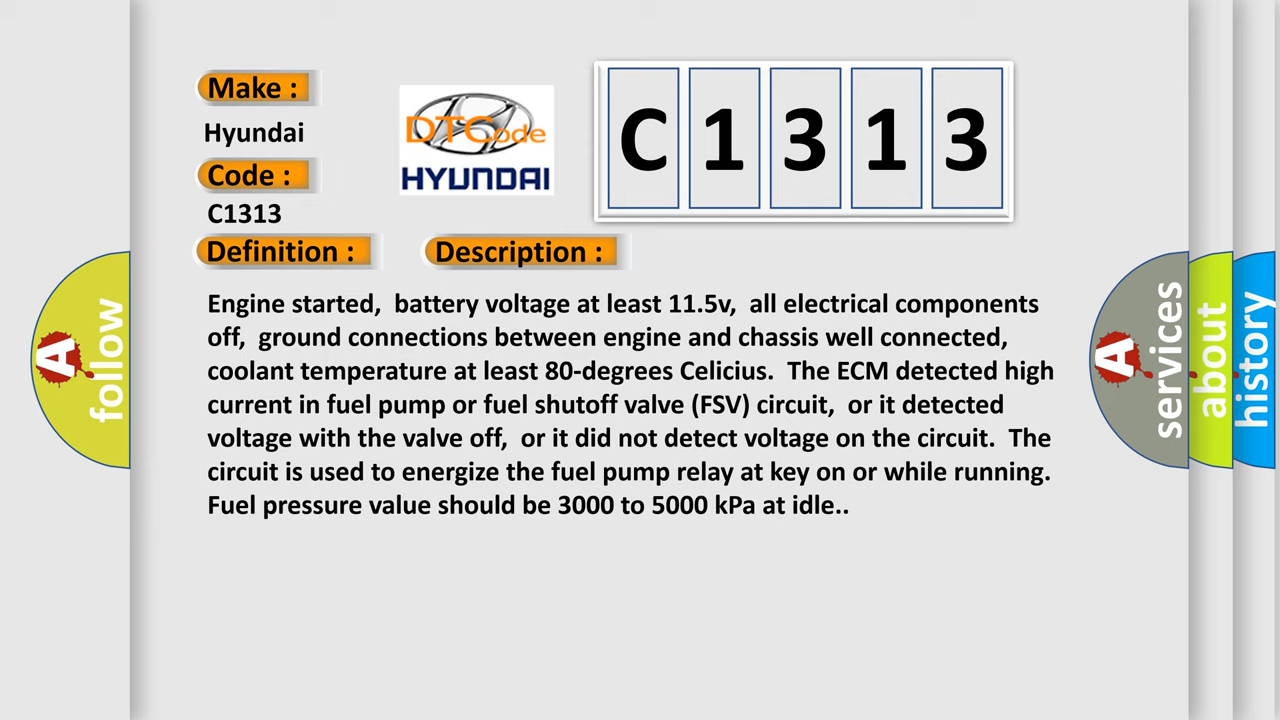 Make :
Hyundai
Code :
C1313
Definition :
Description :
DTCode
HYUNDAI
C1313
Engine started,  battery voltage at least 11.5v,  all electrical components
off,  ground connections between engine and chassis well connected,
coolant temperature at least 80-degrees Celicius  The ECM detected high
current in fuel pump or fuel shutoff valve (FSV) circuit,  or it detected
voltage with the valve off,  or it did not detect voltage on the circuit  The
circuit is used to energize the fuel pump relay at key on or while running.
Fuel pressure value should be 3000 to 5000 kPa at idle..
A follow
A services
about
history